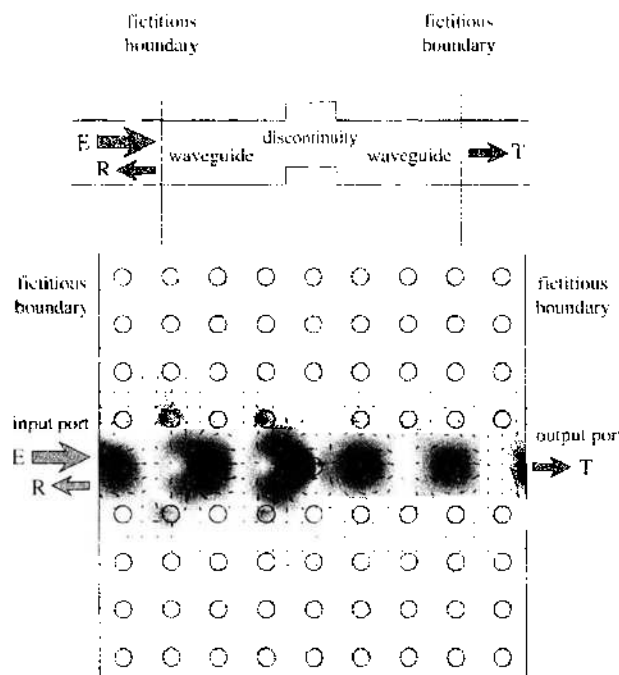 fictitious
boundary
fictitious
boundary
E
discontinuity
waveguide
waveguide
T
R
fictitious
boundary
fictitious
boundary
input port
output port
E
T
R